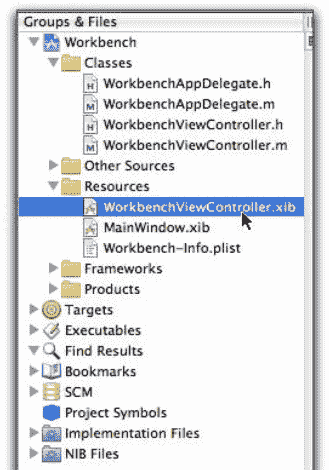 Groups & Files
Workbench
Classes
WorkbenchAppDelegate.h
WorkbenchAppDelegate.m
WorkbenchViewController.h
WorkbenchViewController.m
Other Sources
Resources
WorkbenchViewController.xib
MainWindow.xib
Workbench-Info.plist
Frameworks
Products
Targets
Executables
Find Results
Bookmarks
SCM
Project Symbols
Implementation Files
NIB Files